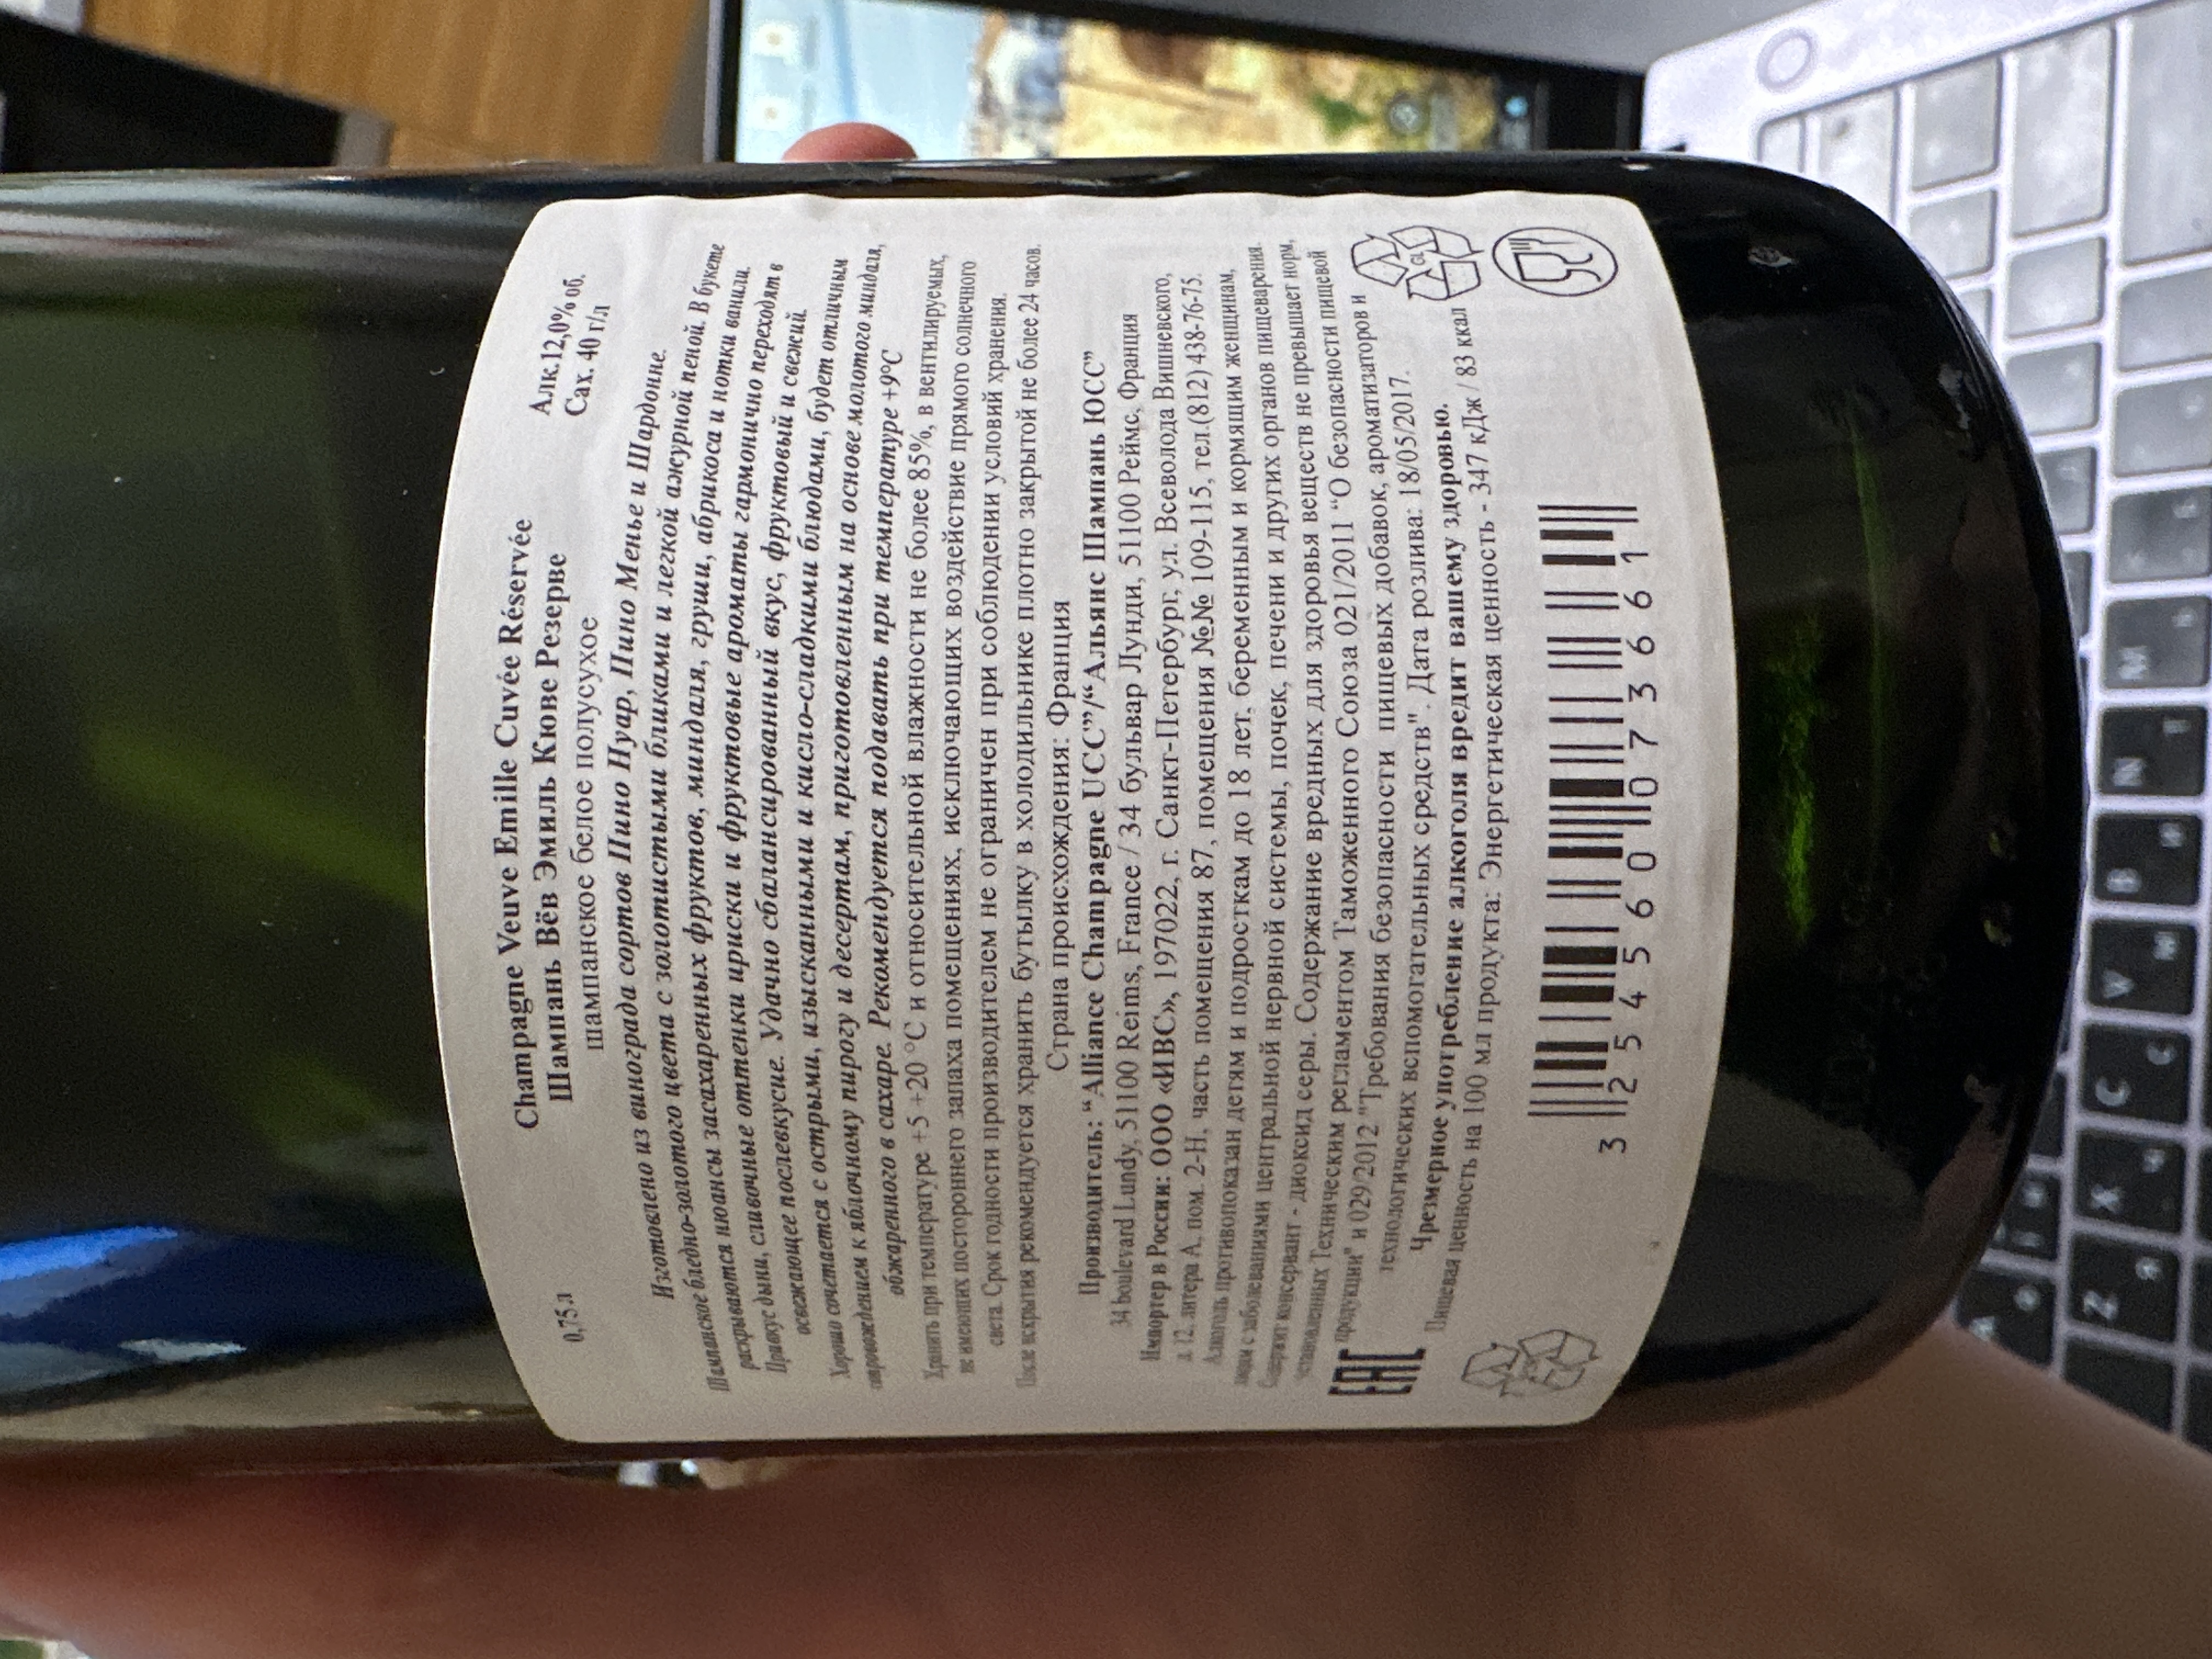 Champagne Veuve Emille Cuvée Réservée
Шампань Вёв Эмиль Кюве Резерве
шампанское белое полусухое
0,75 л
Алк.12,0% об.
Сах. 40 г/л
Изготовлено из винограда сортов Пино Нуар, Пино Менье и Шардонне.
Шампанское бледно-золотого цвета с золотистыми бликами и легкой ажурной пеной. В букете
раскрываются нюансы засахаренных фруктов, миндаля, груши, абрикоса и нотки ванили.
Привкус дыни, сливочные оттенки ириски и фруктовые ароматы гармонично переходят в
освежающее послевкусие. Удачно сбалансированный вкус, фруктовый и свежий.
Хорошо сочетается с острыми, изысканными и кисло-сладкими блюдами, будет отличным
сопровождением к яблочному пирогу и десертам, приготовленным на основе молотого миндаля,
обжаренного в сахаре. Рекомендуется подавать при температуре +9°С
Хранить при температуре +5 +20 °С и относительной влажности не более 85%, в вентилируемых,
не имеющих постороннего запаха помещениях, исключающих воздействие прямого солнечного
света. Срок годности производителем не ограничен при соблюдении условий хранения.
После вскрытия рекомендуется хранить бутылку в холодильнике плотно закрытой не более 24 часов.
Страна происхождения: Франция
Производитель: “Alliance Champagne UCC”/“Альянс Шампань ЮСС”
34 boulevard Lundy, 51100 Reims, France / 34 бульвар Лунди, 51100 Реймс, Франция
Импортер в России: ООО «ИВС», 197022, г. Санкт-Петербург, ул. Всеволода Вишневского,
д. 12, литера А, пом. 2-Н, часть помещения 87, помещения №№ 109-115, тел.(812) 438-76-75.
Алкоголь противопоказан детям и подросткам до 18 лет, беременным и кормящим женщинам,
лицам с заболеваниями центральной нервной системы, почек, печени и других органов пищеварения.
Содержит консервант - диоксид серы. Содержание вредных для здоровья веществ не превышает норм,
установленных Техническим регламентом Таможенного Союза 021/2011 “О безопасности пищевой
продукции" и 029/2012 "Требования безопасности пищевых добавок, ароматизаторов и
технологических вспомогательных средств". Дата розлива: 18/05/2017.
Чрезмерное употребление алкоголя вредит вашему здоровью.
Пищевая ценность на 100 мл продукта: Энергетическая ценность - 347 кДж / 83 ккал
EAC
GL
3 254560 073661